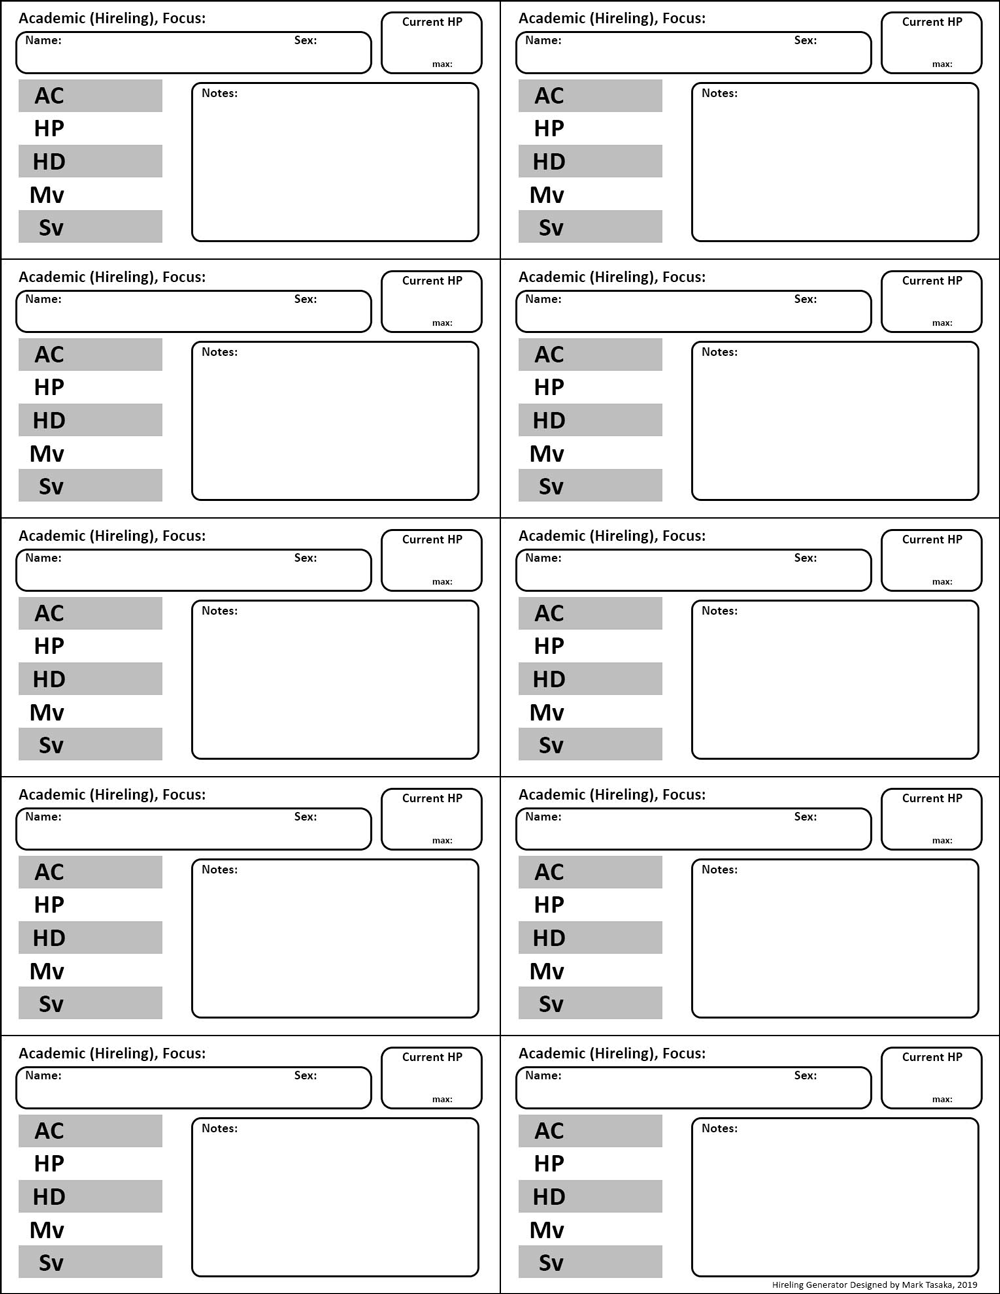 Academic (Hireling), Focus:
Current HP
Name: Sex:
max:
AC
Notes:
HP
HD
Mv
Sv
Academic (Hireling), Focus:
Current HP
Name: Sex:
max:
AC
Notes:
HP
HD
Mv
Sv
Academic (Hireling), Focus:
Current HP
Name: Sex:
max:
AC
Notes:
HP
HD
Mv
Sv
Academic (Hireling), Focus:
Current HP
Name: Sex:
max:
AC
Notes:
HP
HD
Mv
Sv
Academic (Hireling), Focus:
Current HP
Name: Sex:
max:
AC
Notes:
HP
HD
Mv
Sv
Academic (Hireling), Focus:
Current HP
Name: Sex:
max:
AC
Notes:
HP
HD
Mv
Sv
Academic (Hireling), Focus:
Current HP
Name: Sex:
max:
AC
Notes:
HP
HD
Mv
Sv
Academic (Hireling), Focus:
Current HP
Name: Sex:
max:
AC
Notes:
HP
HD
Mv
Sv
Academic (Hireling), Focus:
Current HP
Name: Sex:
max:
AC
Notes:
HP
HD
Mv
Sv
Academic (Hireling), Focus:
Current HP
Name: Sex:
max:
AC
Notes:
HP
HD
Mv
Sv
Hireling Generator Designed by Mark Tasaka, 2019